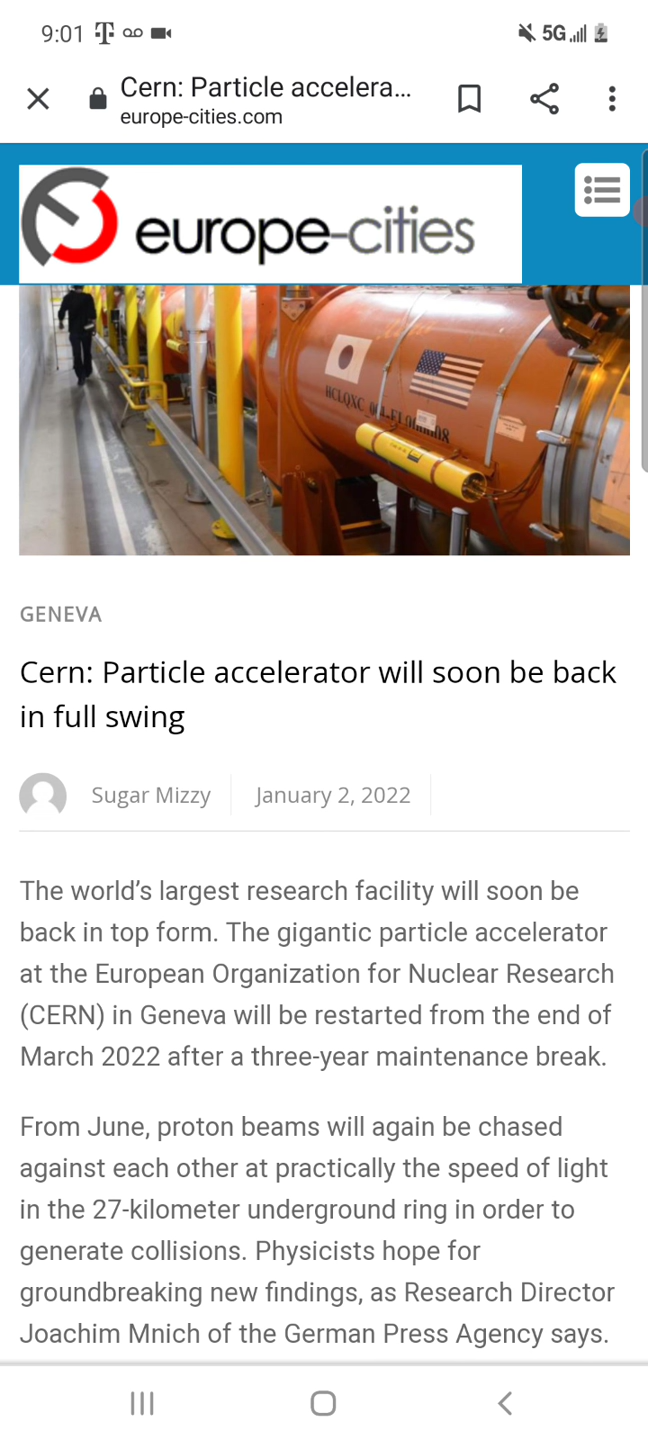 9:01
5G
Cern: Particle accelera...
europe-cities.com
europe-cities
GENEVA
Cern: Particle accelerator will soon be back
in full swing
Sugar Mizzy
January 2, 2022
The world’s largest research facility will soon be
back in top form. The gigantic particle accelerator
at the European Organization for Nuclear Research
(CERN) in Geneva will be restarted from the end of
March 2022 after a three-year maintenance break.
From June, proton beams will again be chased
against each other at practically the speed of light
in the 27-kilometer underground ring in order to
generate collisions. Physicists hope for
groundbreaking new findings, as Research Director
Joachim Mnich of the German Press Agency says.